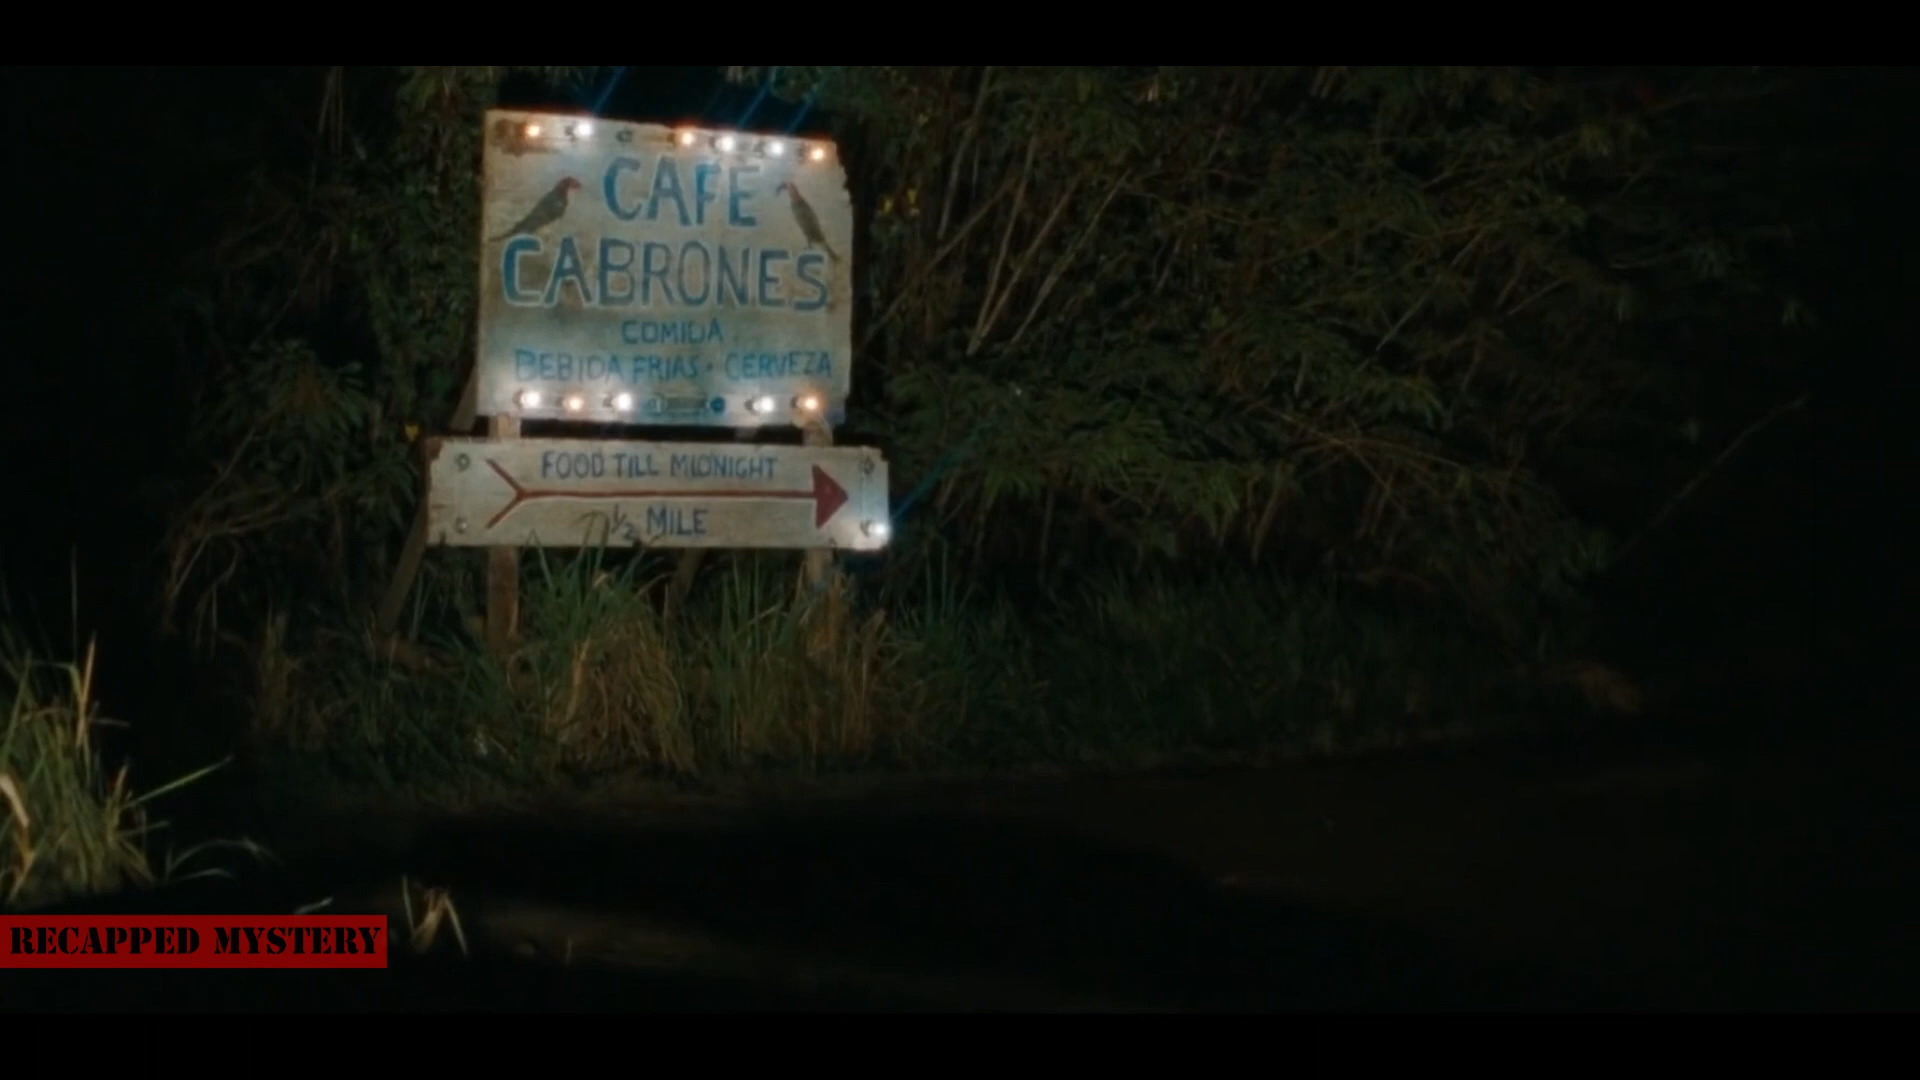 CAFE
CABRONES
COMIDA
BEBIDA FRIAS · CERVEZA
FOOD TILL MIDNIGHT
1/2 MILE
RECAPPED MYSTERY